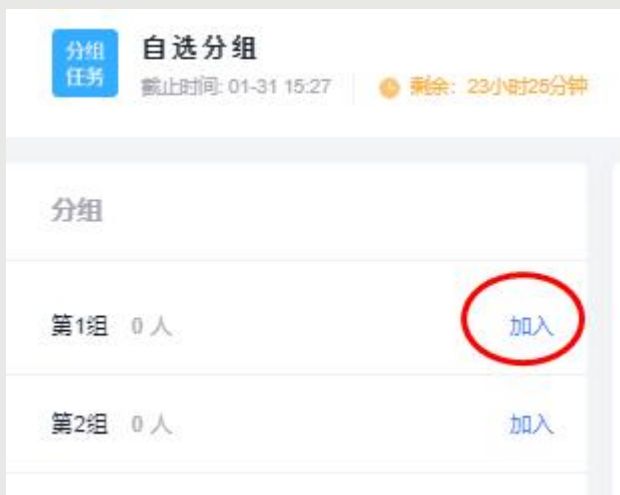 分组
任务
自选分组
截止时间: 01-31 15:27
剩余: 23小时25分钟
分组
第1组 0 人 加入
第2组 0 人 加入